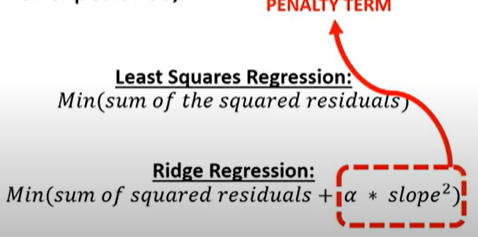 PENALTY TERM
Least Squares Regression:
Min(sum of the squared residuals)
Ridge Regression:
Min(sum of squared residuals + α * slope²)